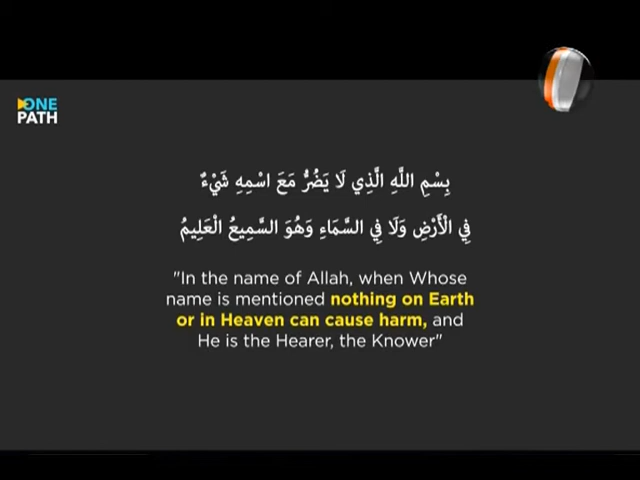 ONE
PATH
بِسْمِ اللَّهِ الَّذِي لَا يَضُرُّ مَعَ اسْمِهِ شَيْءٌ
فِي الْأَرْضِ وَلَا فِي السَّمَاءِ وَهُوَ السَّمِيعُ الْعَلِيمُ
"In the name of Allah, when Whose
name is mentioned nothing on Earth
or in Heaven can cause harm, and
He is the Hearer, the Knower"